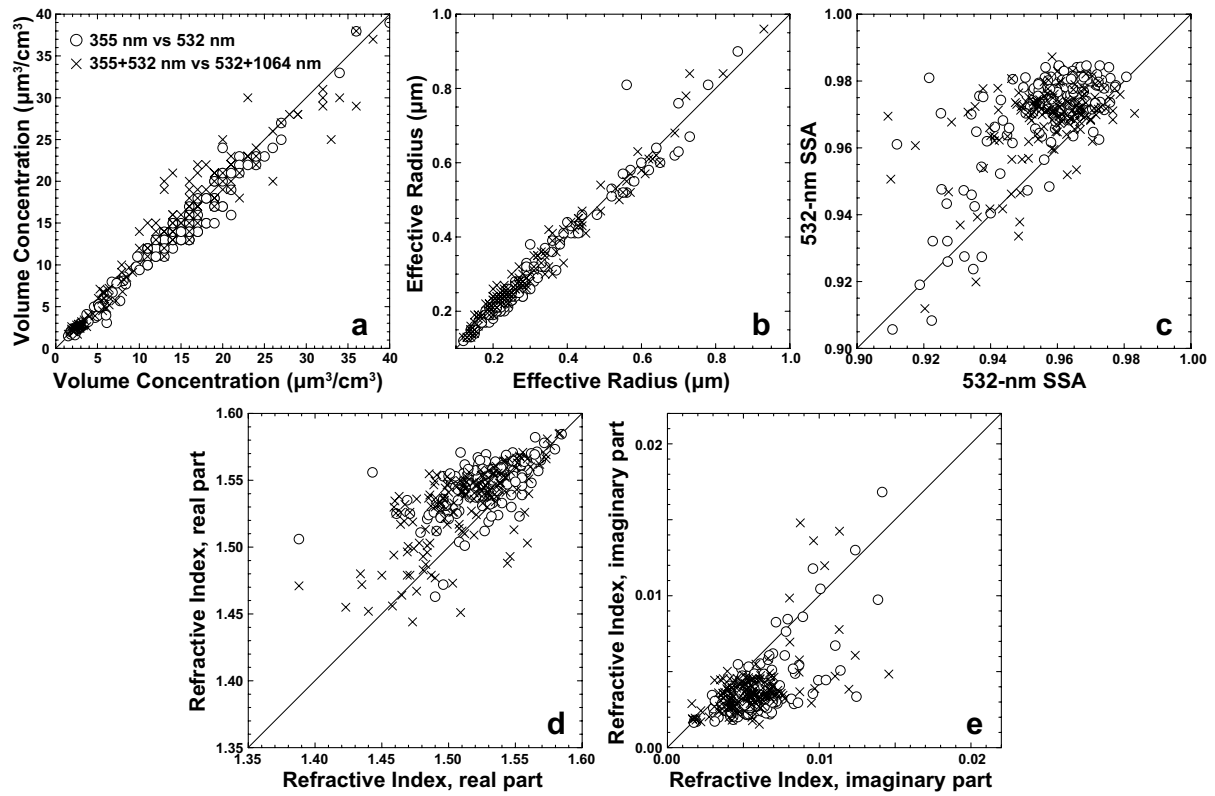 Volume Concentration (µm³/cm³)
40
35
30
25
20
15
10
5
0
355 nm vs 532 nm
355+532 nm vs 532+1064 nm
a
0 5 10 15 20 25 30 35 40
Volume Concentration (µm³/cm³)
Effective Radius (µm)
1.0
0.8
0.6
0.4
0.2
b
0.2 0.4 0.6 0.8 1.0
Effective Radius (µm)
532-nm SSA
1.00
0.98
0.96
0.94
0.92
0.90
c
0.90 0.92 0.94 0.96 0.98 1.00
532-nm SSA
Refractive Index, real part
1.60
1.55
1.50
1.45
1.40
1.35
d
1.35 1.40 1.45 1.50 1.55 1.60
Refractive Index, real part
Refractive Index, imaginary part
0.02
0.01
0.00
e
0.00 0.01 0.02
Refractive Index, imaginary part